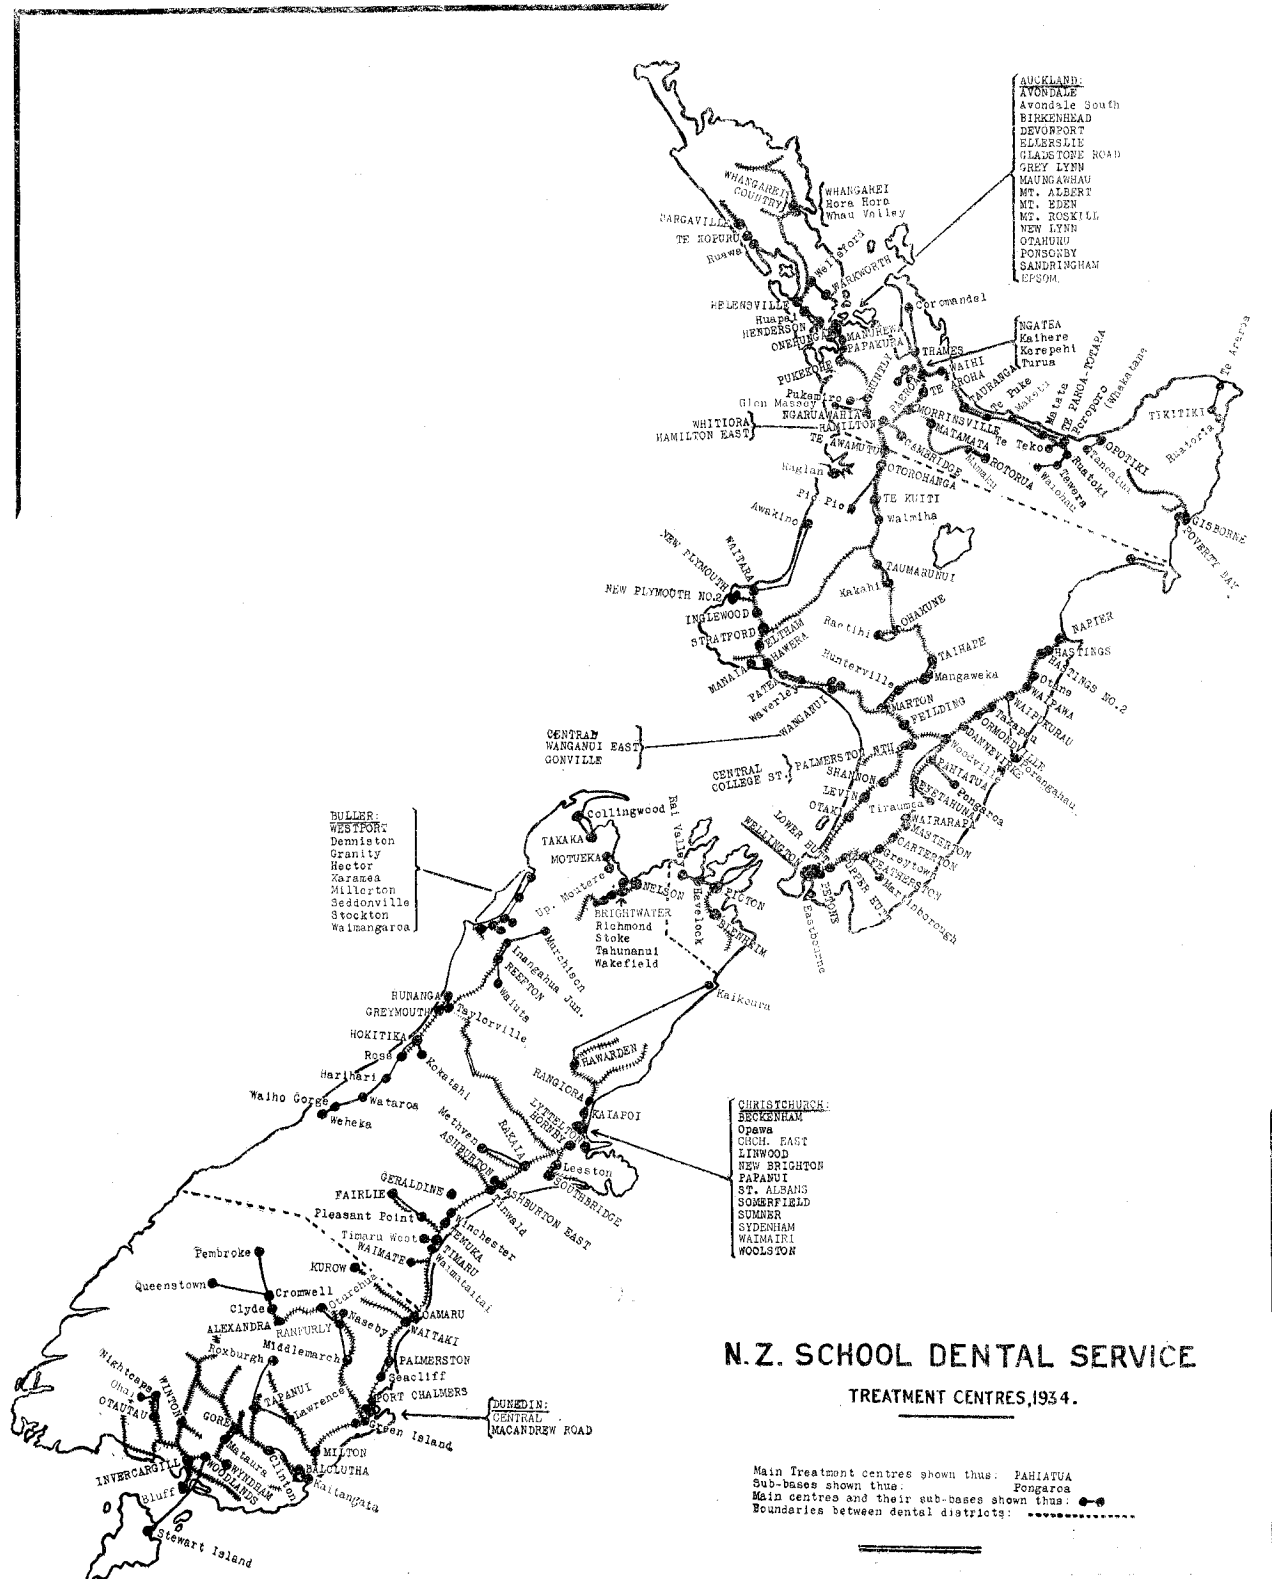 AUCKLAND:
AVONDALE
Avondale South
BIRKENHEAD
DEVONPORT
ELLERSLIE
GLADSTONE ROAD
GREY LYNN
MAUNGAWHAU
MT. ALBERT
MT. EDEN
MT. ROSKILL
NEW LYNN
OTAHUHU
PONSONBY
SANDRINGHAM
EPSOM.
WHANGAREI
COUNTRY
WHANGAREI
Hora Hora
Whau Valley
DARGAVILLE
TE KOPURU
Ruawai
Wellsford
WARKWORTH
HELENSVILLE
Huapai
HENDERSON
ONEHUNGA
MANUREWA
PAPAKURA
Coromandel
THAMES
NGATEA
Kaihere
Kerepehi
Turua
PUKEKOHE
HUNTLY
PAEROA
WAIHI
TE AROHA
TAURANGA
Te Puke
Maketu
Matata
TE PAROA-TOTARA
Poroporo
(Whakatane
Te Araroa
TIKITIKI
Ruatoria
Pukemiro
Glen Massey
NGARUAWAHIA
HAMILTON
WHITIORA
HAMILTON EAST
TE AWAMUTU
MORRINSVILLE
MATAMATA
CAMBRIDGE
Mamaku
ROTORUA
Te Teko
Waiohau
Tawera
Ruatoki
Taneatua
OPOTIKI
Raglan
OTOROHANGA
Pio Pio
TE KUITI
Waimiha
Awakino
GISBORNE
POVERTY BAY
WAITARA
NEW PLYMOUTH
NEW PLYMOUTH NO.2
INGLEWOOD
STRATFORD
ELTHAM
HAWERA
MANAIA
PATEA
Waverley
WANGANUI
TAUMARUNUI
Kakahi
OHAKUNE
Raetihi
TAIHAPE
Mangaweka
Hunterville
MARTON
FEILDING
NAPIER
HASTINGS
HASTINGS NO.2
Otane
WAIPAWA
WAIPUKURAU
Takapau
ORMONDVILLE
DANNEVIRKE
Porangahau
Woodville
PAHIATUA
Pongaroa
EKETAHUNA
Tiraumea
CENTRAL
WANGANUI EAST
GONVILLE
CENTRAL
COLLEGE ST.
PALMERSTON NTH.
SHANNON
LEVIN
OTAKI
WAIRARAPA
MASTERTON
CARTERTON
Greytown
FEATHERSTON
Martinborough
UPPER HUTT
LOWER HUTT
WELLINGTON
PETONE
Eastbourne
BULLER:
WESTPORT
Denniston
Granity
Hector
Karamea
Millerton
Seddonville
Stockton
Waimangaroa
Collingwood
TAKAKA
MOTUEKA
Up. Moutere
NELSON
BRIGHTWATER
Richmond
Stoke
Tahunanui
Wakefield
Rai Valley
Havelock
PICTON
BLENHEIM
Kaikoura
Murchison
Inangahua Jun.
REEFTON
Waiuta
RUNANGA
GREYMOUTH
Taylorville
HOKITIKA
Ross
Kokatahi
Harihari
Wataroa
Waiho Gorge
Weheka
HAWARDEN
RANGIORA
KAIAPOI
LYTTELTON
HORNBY
CHRISTCHURCH:
BECKENHAM
Opawa
CHCH. EAST
LINWOOD
NEW BRIGHTON
PAPANUI
ST. ALBANS
SOMERFIELD
SUMNER
SYDENHAM
WAIMAIRI
WOOLSTON
Methven
RAKAIA
ASHBURTON
ASHBURTON EAST
Tinwald
Leeston
SOUTHBRIDGE
GERALDINE
FAIRLIE
Pleasant Point
Winchester
TEMUKA
Timaru West
TIMARU
Waimataitai
WAIMATE
KUROW
Pembroke
Queenstown
Cromwell
Clyde
ALEXANDRA
Oturehua
RANFURLY
Naseby
OAMARU
WAITAKI
Roxburgh
Middlemarch
PALMERSTON
Seacliff
PORT CHALMERS
Green Island
DUNEDIN:
CENTRAL
MACANDREW ROAD
Nightcaps
Ohai
OTAUTAU
WINTON
GORE
TAPANUI
Lawrence
MILTON
BALCLUTHA
Kaitangata
Clinton
Mataura
WYNDHAM
WOODLANDS
INVERCARGILL
Bluff
Stewart Island
N.Z. SCHOOL DENTAL SERVICE
TREATMENT CENTRES, 1934.
Main Treatment centres shown thus: PAHIATUA
Sub-bases shown thus: Pongaroa
Main centres and their sub-bases shown thus:
Boundaries between dental districts: